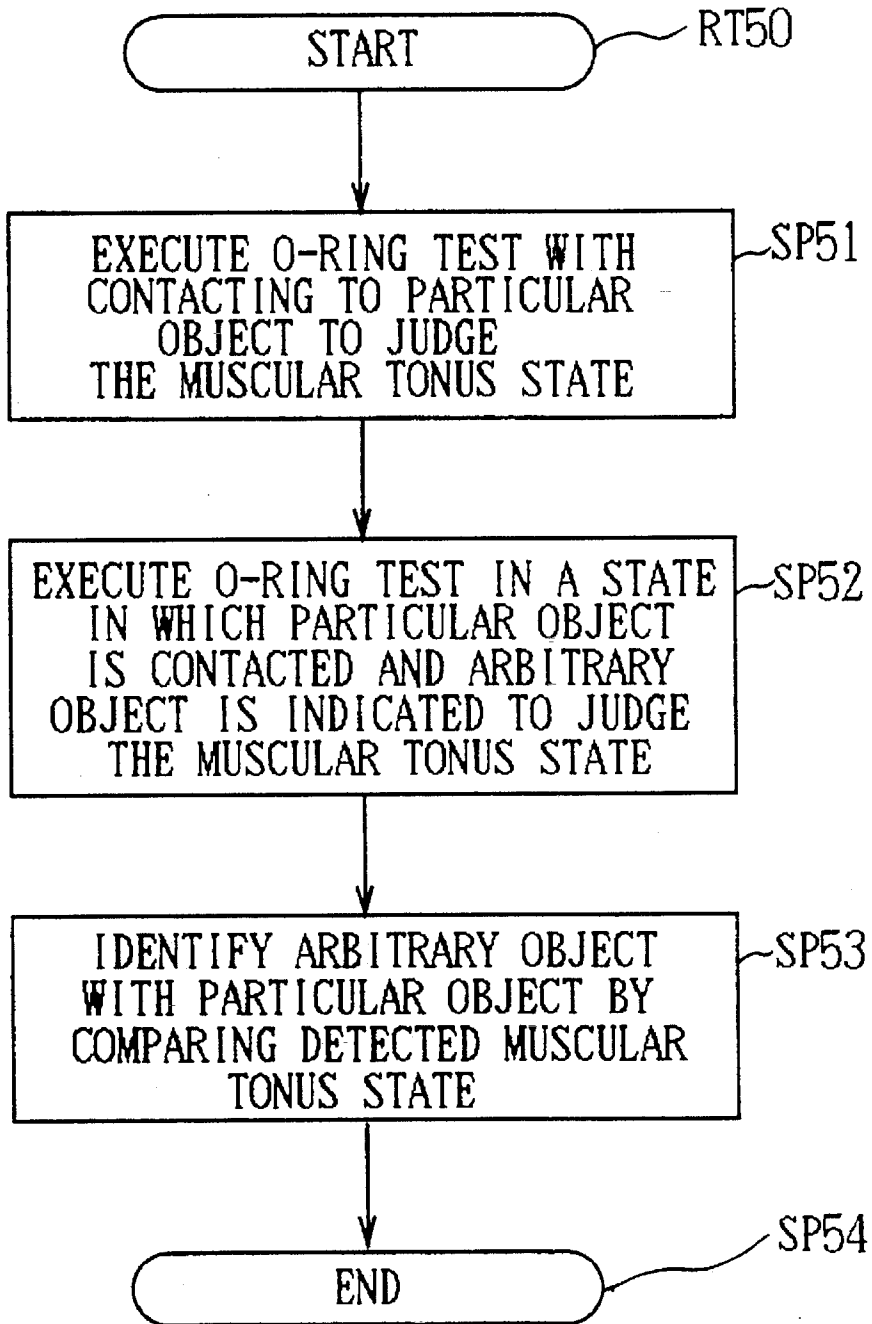 START
RT50
EXECUTE O-RING TEST WITH
CONTACTING TO PARTICULAR
OBJECT TO JUDGE
THE MUSCULAR TONUS STATE
SP51
EXECUTE O-RING TEST IN A STATE
IN WHICH PARTICULAR OBJECT
IS CONTACTED AND ARBITRARY
OBJECT IS INDICATED TO JUDGE
THE MUSCULAR TONUS STATE
SP52
IDENTIFY ARBITRARY OBJECT
WITH PARTICULAR OBJECT BY
COMPARING DETECTED MUSCULAR
TONUS STATE
SP53
END
SP54